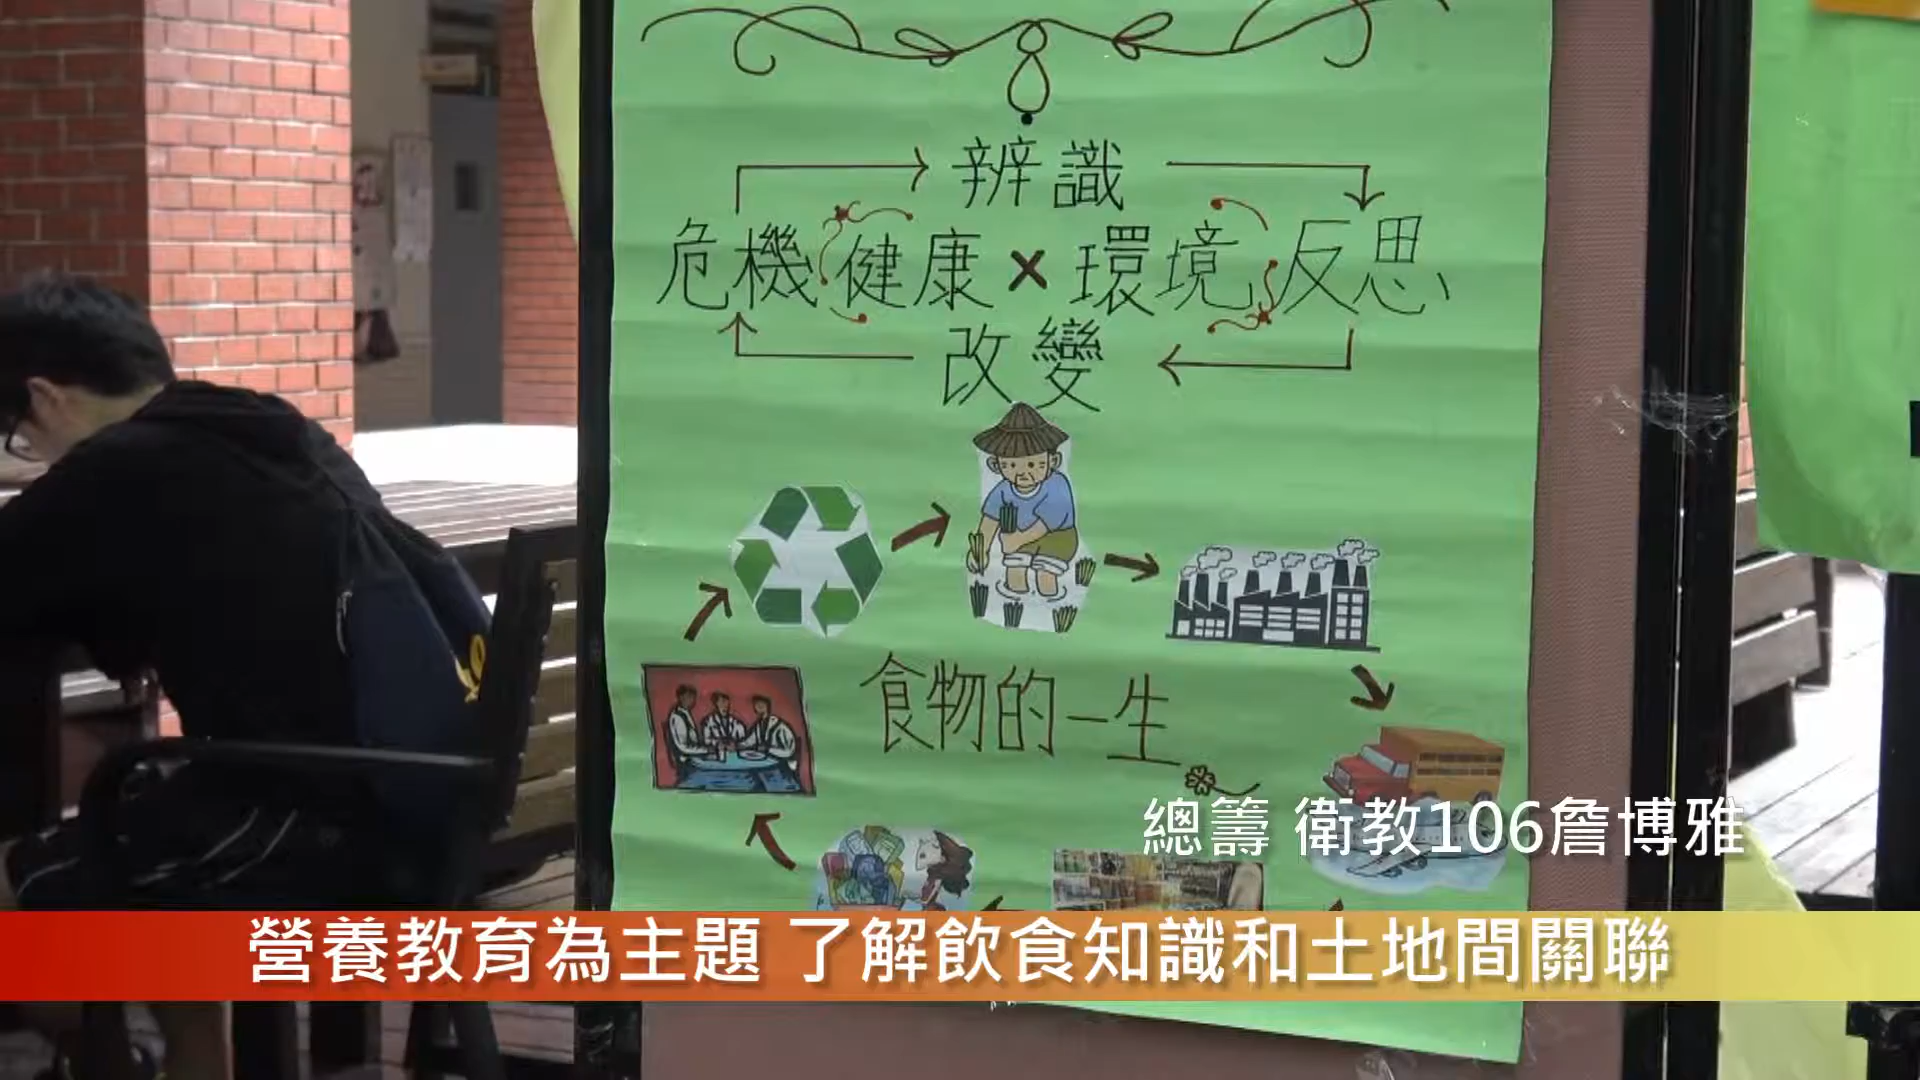 辨識
危機 健康×環境 反思
改變
食物的一生
總籌 衛教106詹博雅
營養教育為主題 了解飲食知識和土地間關聯